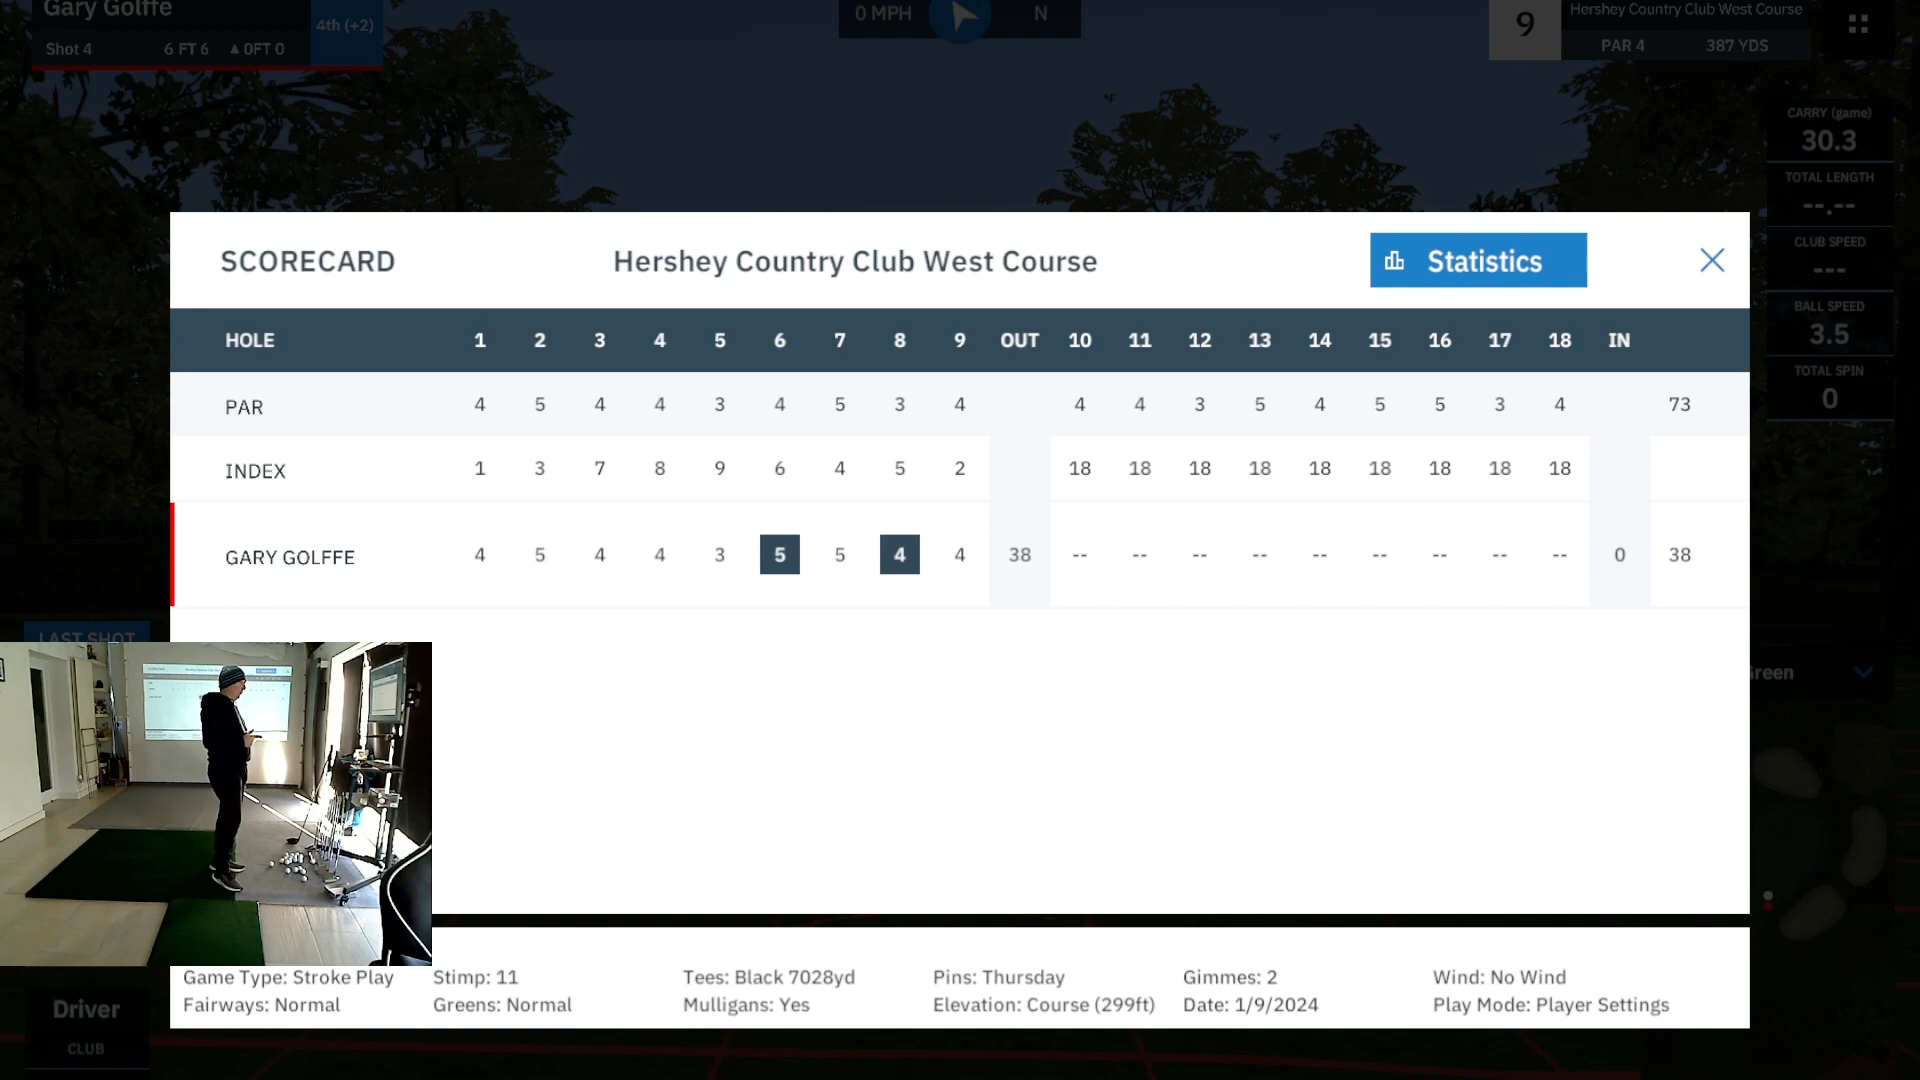 Gary Golffe
4th (+2)
Shot 4 6 FT 6 ▲ 0FT 0
0 MPH N
9
Hershey Country Club West Course
PAR 4 387 YDS
CARRY (game)
30.3
TOTAL LENGTH
--.--
CLUB SPEED
---
BALL SPEED
3.5
TOTAL SPIN
0
SCORECARD Hershey Country Club West Course Statistics
HOLE 1 2 3 4 5 6 7 8 9 OUT 10 11 12 13 14 15 16 17 18 IN
PAR 4 5 4 4 3 4 5 3 4 4 4 3 5 4 5 5 3 4 73
INDEX 1 3 7 8 9 6 4 5 2 18 18 18 18 18 18 18 18 18
GARY GOLFFE 4 5 4 4 3 5 5 4 4 38 -- -- -- -- -- -- -- -- -- 0 38
LAST SHOT
Green
Game Type: Stroke Play Stimp: 11 Tees: Black 7028yd Pins: Thursday Gimmes: 2 Wind: No Wind
Fairways: Normal Greens: Normal Mulligans: Yes Elevation: Course (299ft) Date: 1/9/2024 Play Mode: Player Settings
Driver
CLUB